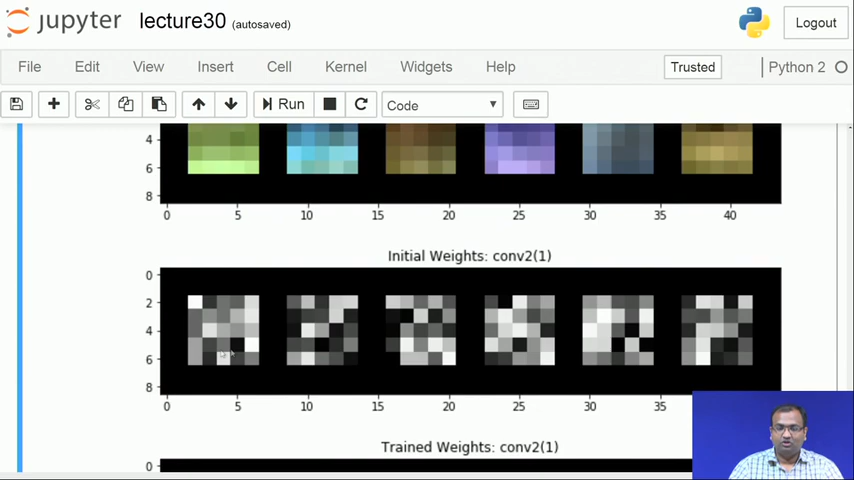 jupyter lecture30 (autosaved) Logout
File Edit View Insert Cell Kernel Widgets Help Trusted Python 2
Run Code
4
6
8
0 5 10 15 20 25 30 35 40
Initial Weights: conv2(1)
0
2
4
6
8
0 5 10 15 20 25 30 35
Trained Weights: conv2(1)
0